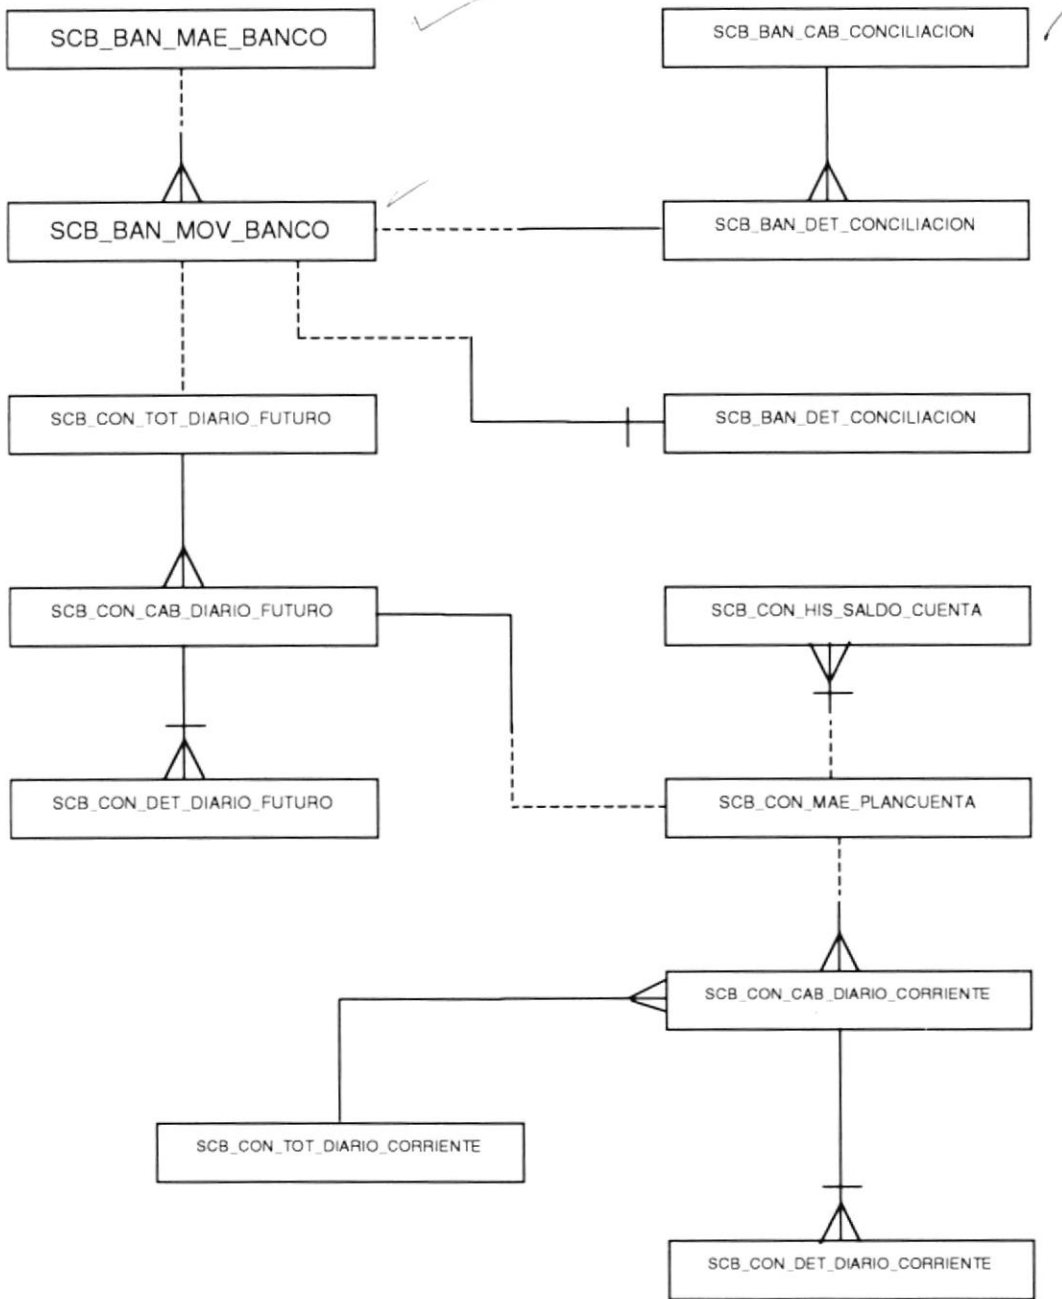 SCB_BAN_MAE_BANCO
SCB_BAN_CAB_CONCILIACION
SCB_BAN_MOV_BANCO
SCB_BAN_DET_CONCILIACION
SCB_CON_TOT_DIARIO_FUTURO
SCB_BAN_DET_CONCILIACION
SCB_CON_CAB_DIARIO_FUTURO
SCB_CON_HIS_SALDO_CUENTA
SCB_CON_DET_DIARIO_FUTURO
SCB_CON_MAE_PLANCUENTA
SCB_CON_CAB_DIARIO_CORRIENTE
SCB_CON_TOT_DIARIO_CORRIENTE
SCB_CON_DET_DIARIO_CORRIENTE